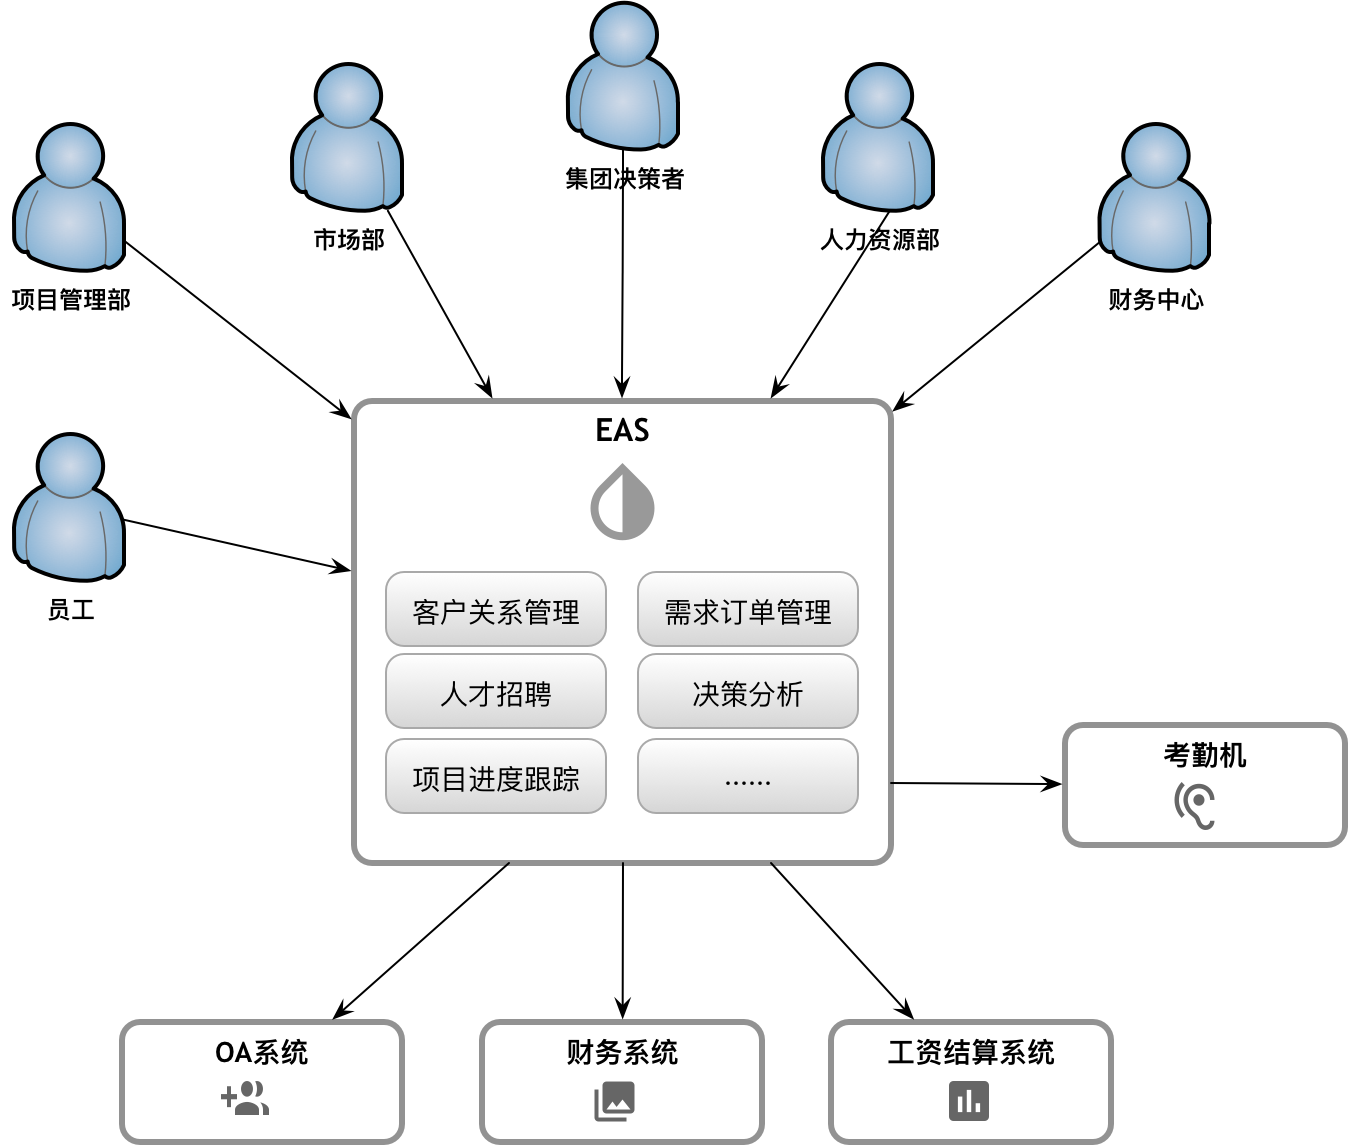 集团决策者
市场部
人力资源部
项目管理部
财务中心
EAS
员工
客户关系管理
需求订单管理
人才招聘
决策分析
项目进度跟踪
......
考勤机
OA系统
财务系统
工资结算系统